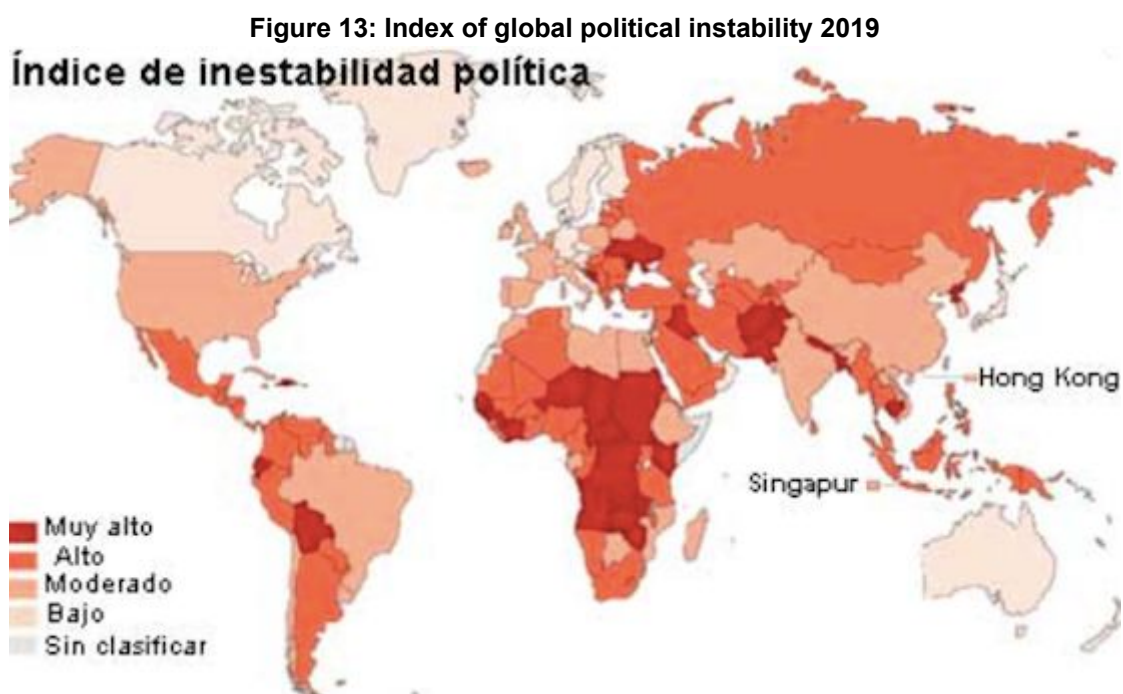 Figure 13: Index of global political instability 2019
Índice de inestabilidad política
Hong Kong
Singapur
Muy alto
Alto
Moderado
Bajo
Sin clasificar